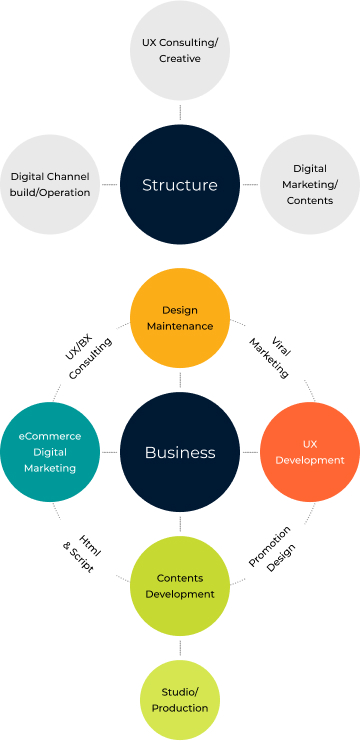 UX Consulting/
Creative
Digital Channel
build/Operation
Structure
Digital
Marketing/
Contents
Design
Maintenance
UX/BX
Consulting
Viral
Marketing
eCommerce
Digital
Marketing
Business
UX
Development
Html
& Script
Promotion
Design
Contents
Development
Studio/
Production